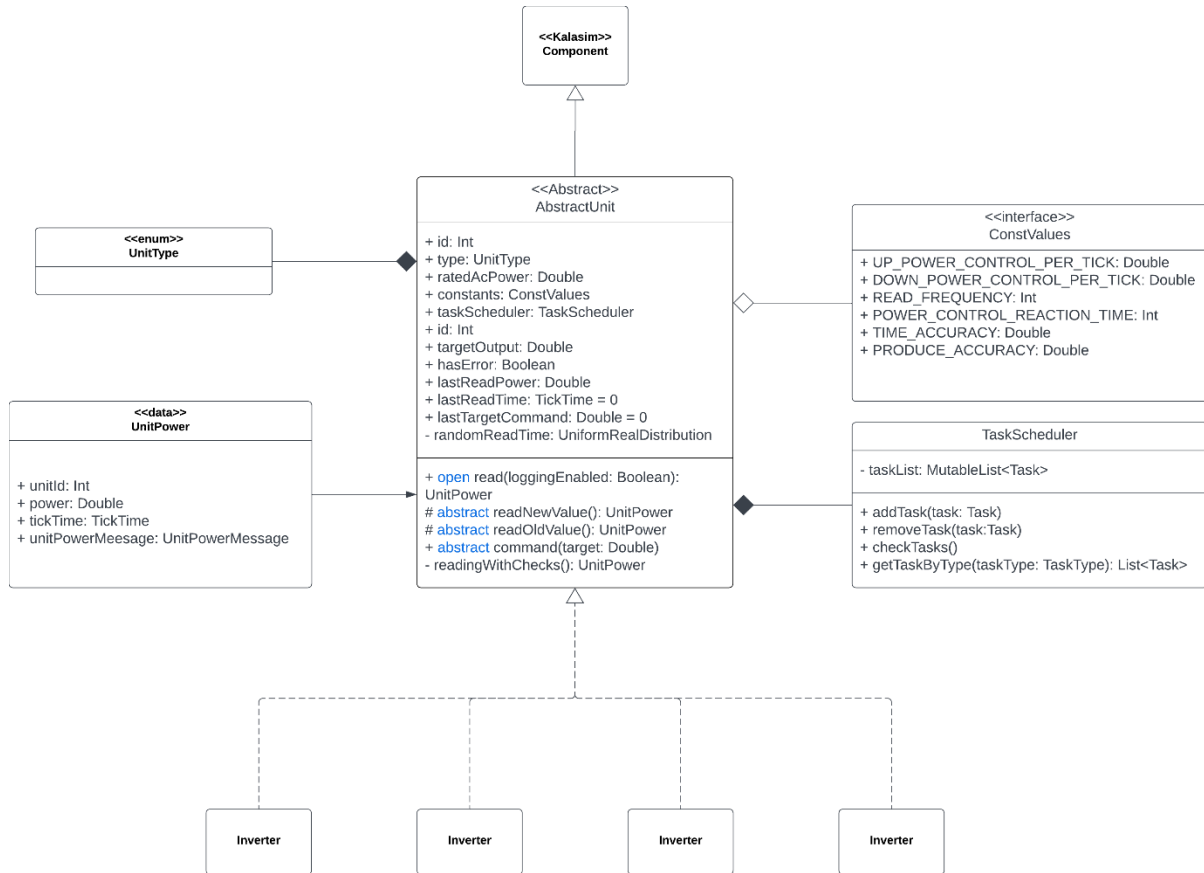 <<Kalasim>>
Component
<<Abstract>>
AbstractUnit
+ id: Int
+ type: UnitType
+ ratedAcPower: Double
+ constants: ConstValues
+ taskScheduler: TaskScheduler
+ id: Int
+ targetOutput: Double
+ hasError: Boolean
+ lastReadPower: Double
+ lastReadTime: TickTime = 0
+ lastTargetCommand: Double = 0
- randomReadTime: UniformRealDistribution
+ open read(loggingEnabled: Boolean):
UnitPower
# abstract readNewValue(): UnitPower
# abstract readOldValue(): UnitPower
+ abstract command(target: Double)
- readingWithChecks(): UnitPower
<<enum>>
UnitType
<<data>>
UnitPower
+ unitId: Int
+ power: Double
+ tickTime: TickTime
+ unitPowerMeesage: UnitPowerMessage
<<interface>>
ConstValues
+ UP_POWER_CONTROL_PER_TICK: Double
+ DOWN_POWER_CONTROL_PER_TICK: Double
+ READ_FREQUENCY: Int
+ POWER_CONTROL_REACTION_TIME: Int
+ TIME_ACCURACY: Double
+ PRODUCE_ACCURACY: Double
TaskScheduler
- taskList: MutableList<Task>
+ addTask(task: Task)
+ removeTask(task:Task)
+ checkTasks()
+ getTaskByType(taskType: TaskType): List<Task>
Inverter
Inverter
Inverter
Inverter